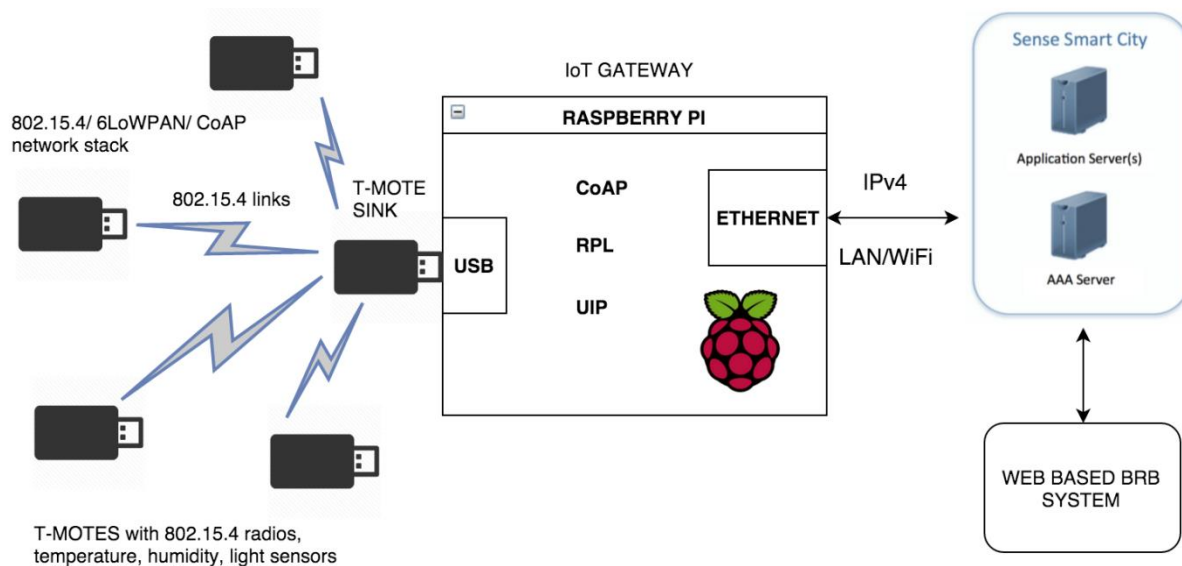 802.15.4/ 6LoWPAN/ CoAP
network stack
802.15.4 links
T-MOTE
SINK
T-MOTES with 802.15.4 radios,
temperature, humidity, light sensors
IoT GATEWAY
RASPBERRY PI
USB
CoAP
RPL
UIP
ETHERNET
IPv4
LAN/WiFi
Sense Smart City
Application Server(s)
AAA Server
WEB BASED BRB
SYSTEM